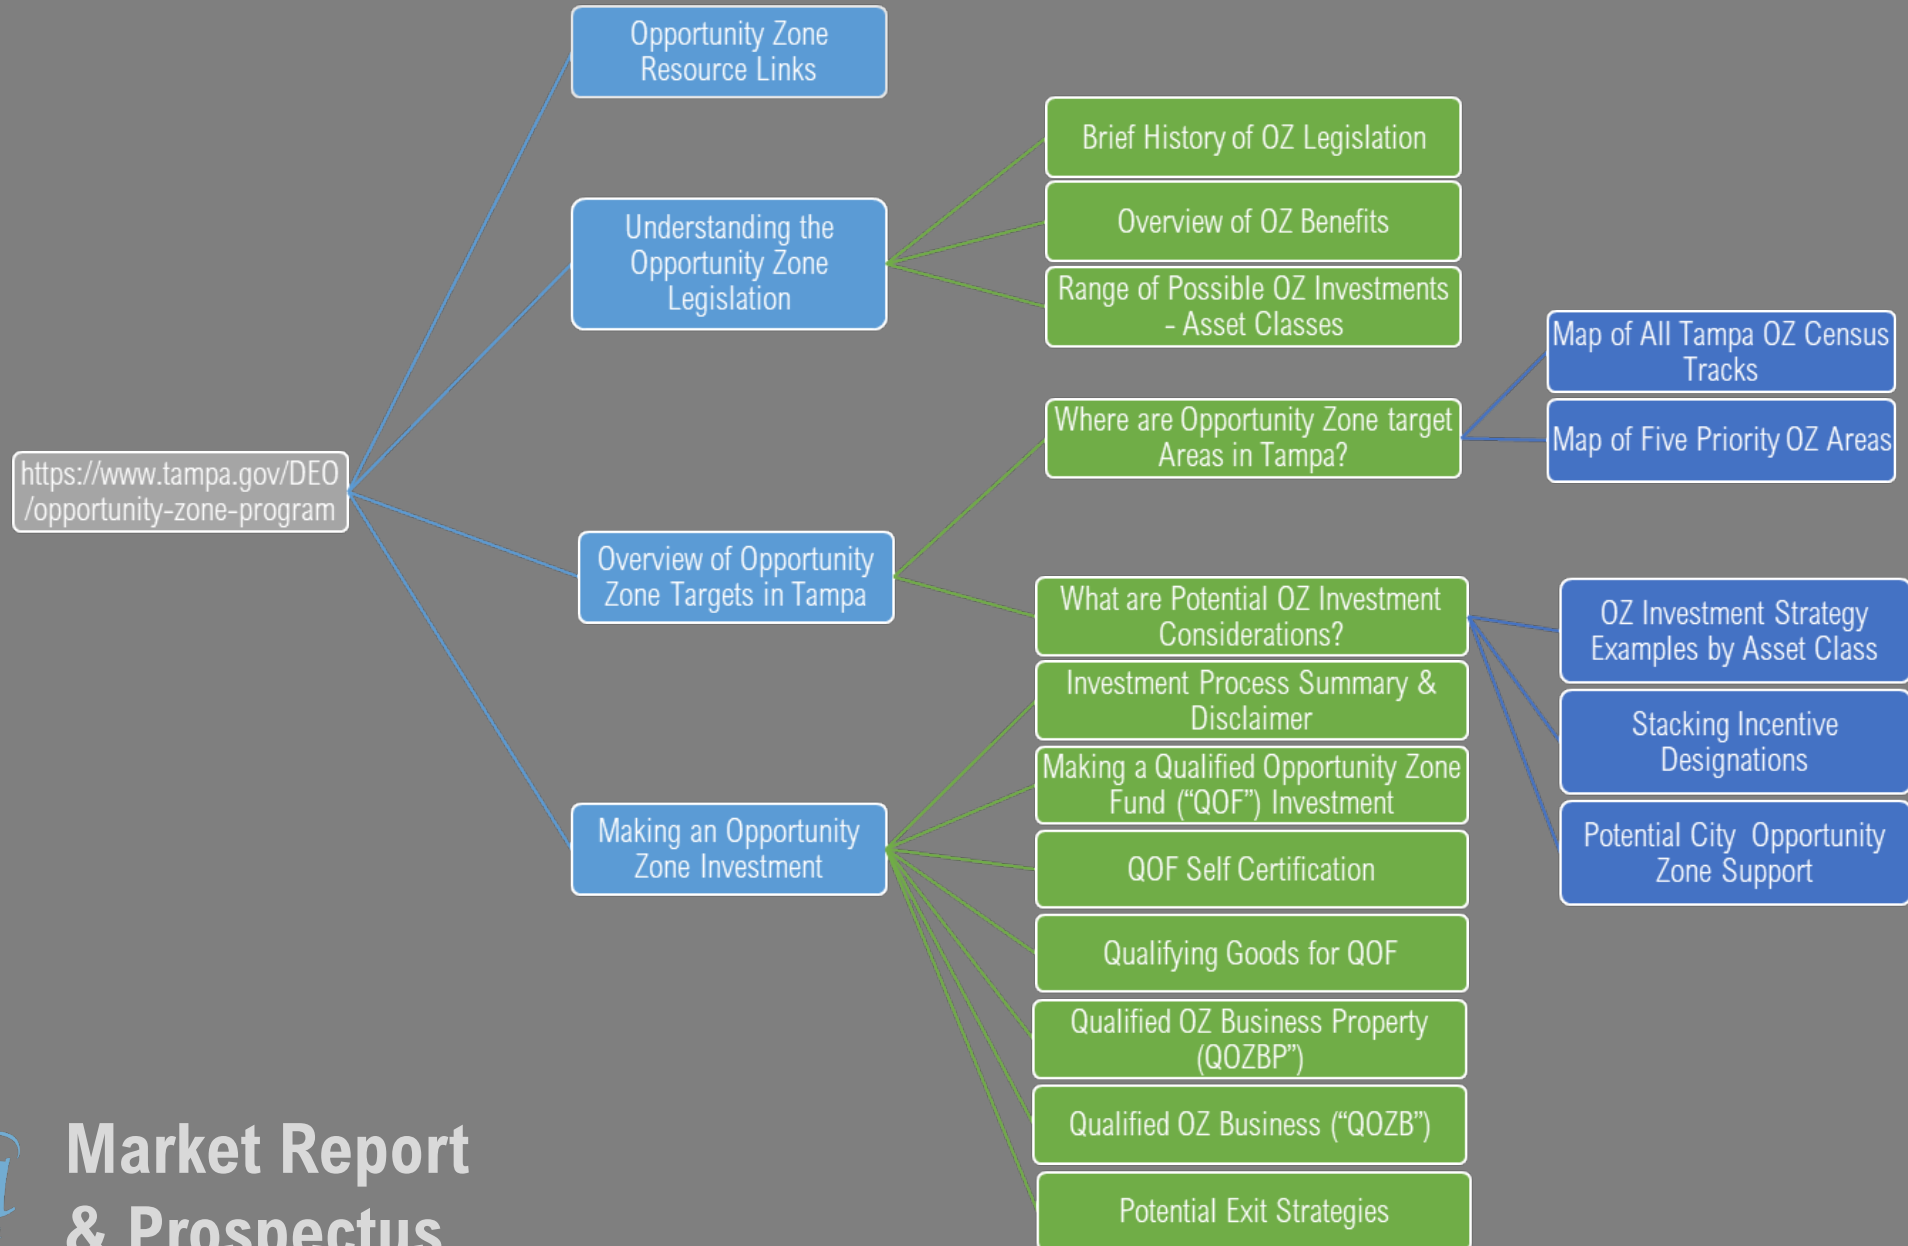 Opportunity Zone
Resource Links
Brief History of OZ Legislation
Understanding the
Opportunity Zone
Legislation
Overview of OZ Benefits
Range of Possible OZ Investments
- Asset Classes
Map of All Tampa OZ Census
Tracks
Where are Opportunity Zone target
Areas in Tampa?
Map of Five Priority OZ Areas
https://www.tampa.gov/DEO
/opportunity-zone-program
Overview of Opportunity
Zone Targets in Tampa
What are Potential OZ Investment
Considerations?
OZ Investment Strategy
Examples by Asset Class
Investment Process Summary &
Disclaimer
Stacking Incentive
Designations
Making a Qualified Opportunity Zone
Fund (“QOF”) Investment
Making an Opportunity
Zone Investment
QOF Self Certification
Potential City  Opportunity
Zone Support
Qualifying Goods for QOF
Qualified OZ Business Property
(QOZBP”)
Qualified OZ Business (“QOZB”)
Potential Exit Strategies
Market Report
& Prospectus